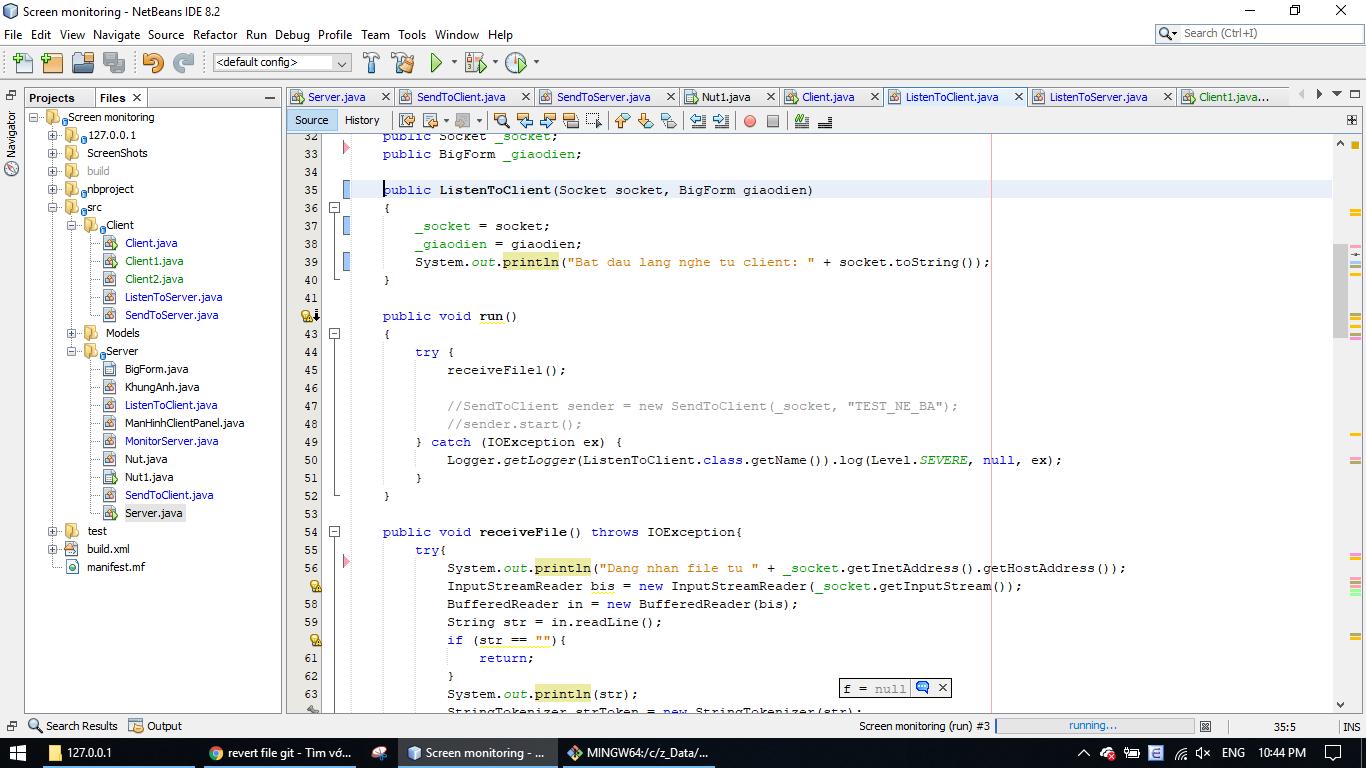 Screen monitoring - NetBeans IDE 8.2
File Edit View Navigate Source Refactor Run Debug Profile Team Tools Window Help
Search (Ctrl+I)
<default config>
Projects Files
Server.java SendToClient.java SendToServer.java Nut1.java Client.java ListenToClient.java ListenToServer.java Client1.java...
Source History
Navigator
Screen monitoring
127.0.0.1
ScreenShots
build
nbproject
src
Client
Client.java
Client1.java
Client2.java
ListenToServer.java
SendToServer.java
Models
Server
BigForm.java
KhungAnh.java
ListenToClient.java
ManHinhClientPanel.java
MonitorServer.java
Nut.java
Nut1.java
SendToClient.java
Server.java
test
build.xml
manifest.mf
32 public Socket _socket;
33 public BigForm _giaodien;
34
35 public ListenToClient(Socket socket, BigForm giaodien)
36 {
37 _socket = socket;
38 _giaodien = giaodien;
39 System.out.println("Bat dau lang nghe tu client: " + socket.toString());
40 }
41
public void run()
43 {
44 try {
45 receiveFile1();
46
47 //SendToClient sender = new SendToClient(_socket, "TEST_NE_BA");
48 //sender.start();
49 } catch (IOException ex) {
50 Logger.getLogger(ListenToClient.class.getName()).log(Level.SEVERE, null, ex);
51 }
52 }
53
54 public void receiveFile() throws IOException{
55 try{
56 System.out.println("Dang nhan file tu " + _socket.getInetAddress().getHostAddress());
InputStreamReader bis = new InputStreamReader(_socket.getInputStream());
58 BufferedReader in = new BufferedReader(bis);
59 String str = in.readLine();
if (str == ""){
61 return;
62 }
63 System.out.println(str);
StringTokenizer strToken = new StringTokenizer(str);
f = null
Search Results Output
Screen monitoring (run) #3 running... 35:5 INS
127.0.0.1 revert file git - Tìm vớ... Screen monitoring - ... MINGW64:/c/z_Data/... ENG 10:44 PM